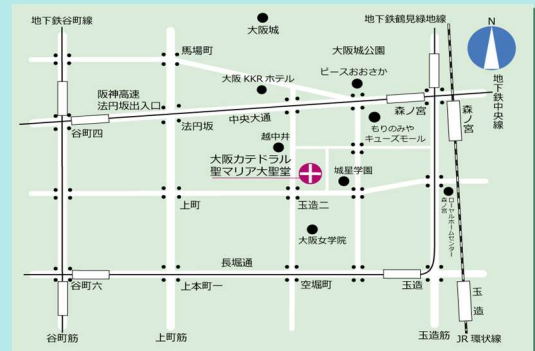 地下鉄谷町線
大阪城
地下鉄鶴見緑地線
N
馬場町
大阪城公園
大阪KKRホテル
ピースおおさか
地下鉄中央線
阪神高速
法円坂出入口
森ノ宮
森ノ宮
谷町四
法円坂
中央大通
もりのみや
キューズモール
越中井
大阪カテドラル
聖マリア大聖堂
城星学園
上町
玉造二
ロイヤルホームセンター
森ノ宮
大阪女学院
長堀通
谷町六
上本町一
空堀町
玉造
玉造
谷町筋
上町筋
玉造筋
JR環状線